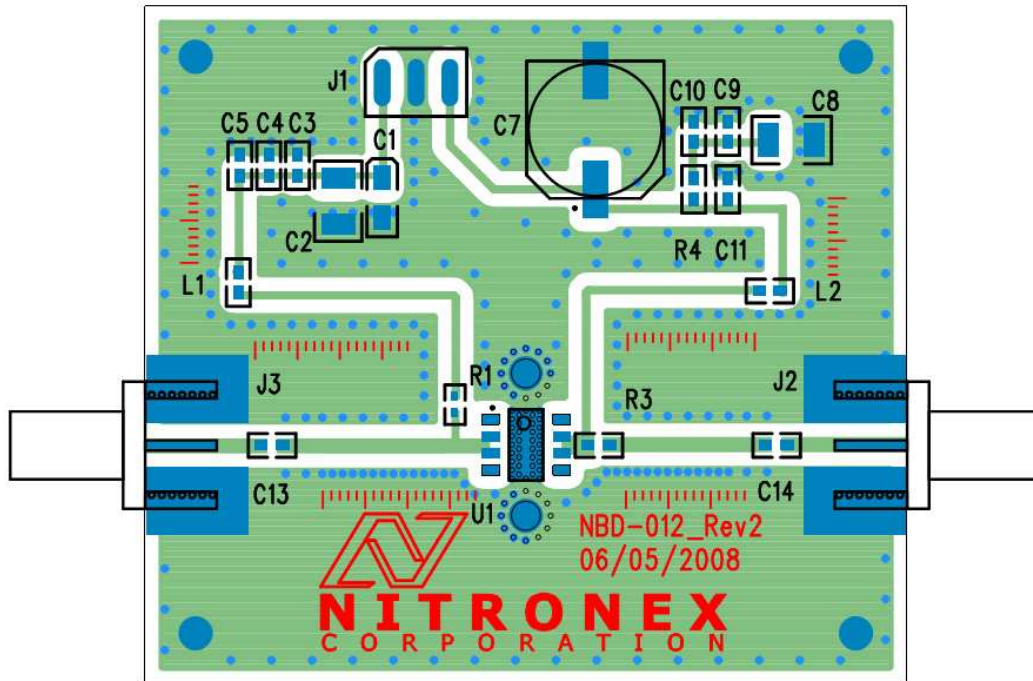 J1
C10 C9
C8
C7
C5 C4 C3
C1
C2
R4 C11
L1
L2
J3
R1
J2
R3
C13
U1
C14
NBD-012_Rev2
06/05/2008
NITRONEX
CORPORATION